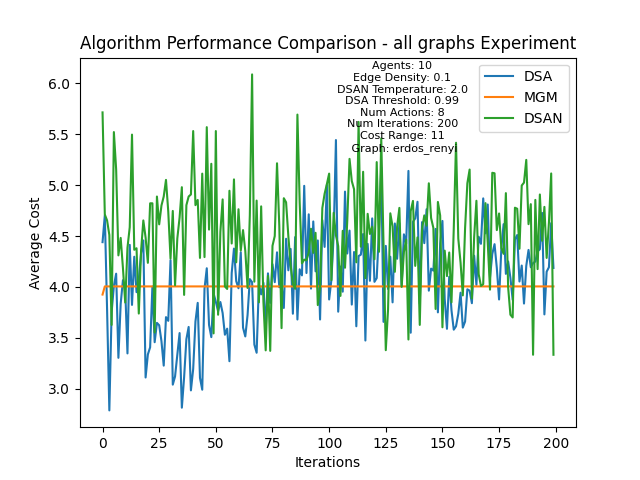 Algorithm Performance Comparison - all graphs Experiment
Agents: 10
Edge Density: 0.1
DSAN Temperature: 2.0
DSA Threshold: 0.99
Num Actions: 8
Num Iterations: 200
Cost Range: 11
Graph: erdos_renyi
DSA
MGM
DSAN
Average Cost
6.0
5.5
5.0
4.5
4.0
3.5
3.0
0
25
50
75
100
125
150
175
200
Iterations